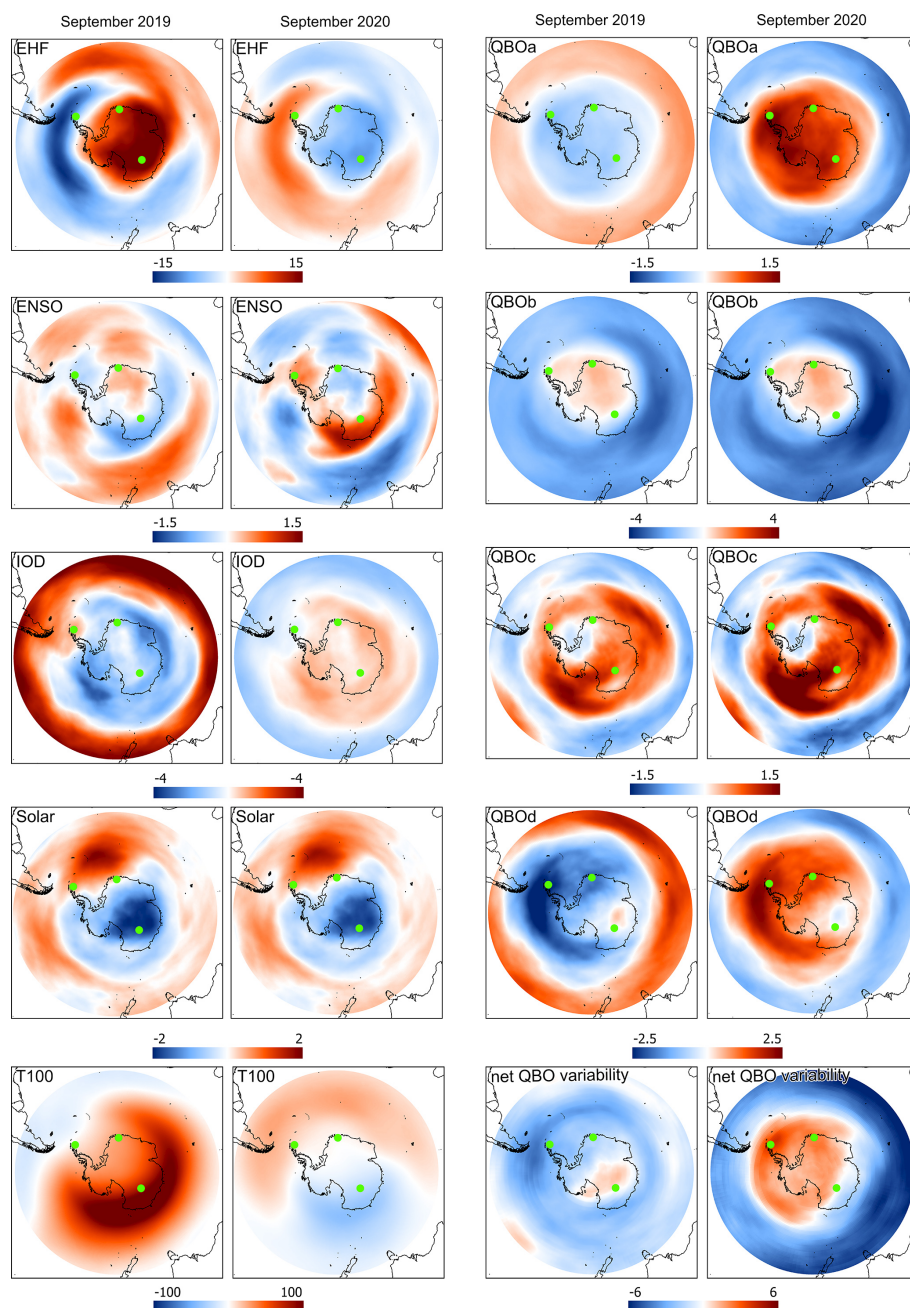 September 2019
September 2020
September 2019
September 2020
EHF
EHF
QBOa
QBOa
-15
15
-1.5
1.5
ENSO
ENSO
QBOb
QBOb
-1.5
1.5
-4
4
IOD
IOD
QBOc
QBOc
-4
-4
-1.5
1.5
Solar
Solar
QBOd
QBOd
-2
2
-2.5
2.5
T100
T100
net QBO variability
net QBO variability
-100
100
-6
6